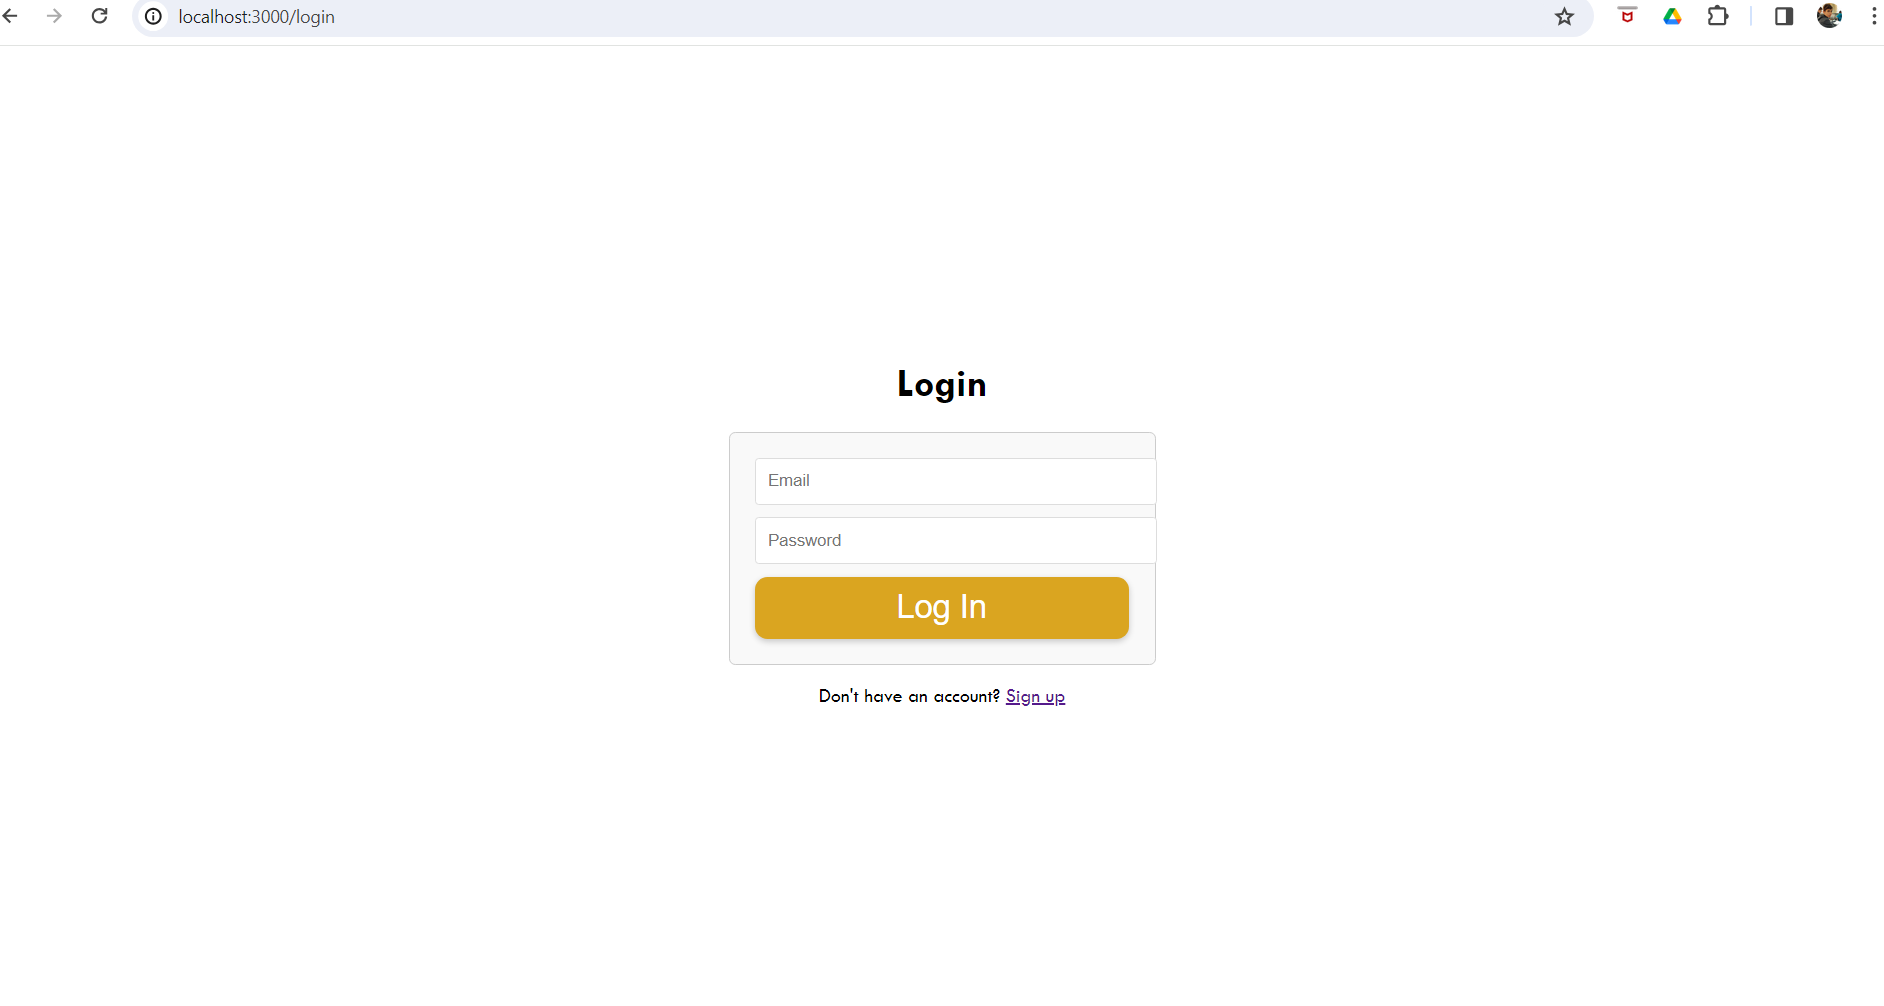 localhost:3000/login
Login
Email
Password
Log In
Don't have an account? Sign up